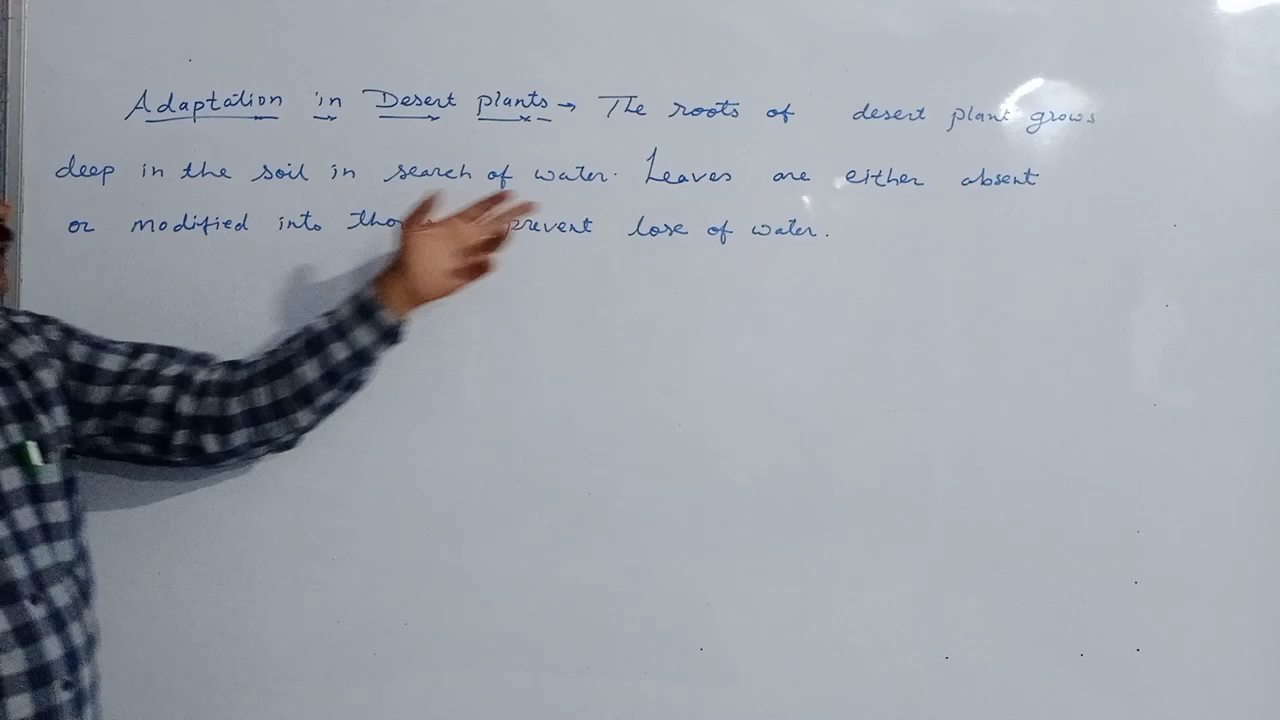 Adaptation in Desert plants → The roots of desert plant grows
deep in the soil in search of water. Leaves are either absent
or modified into prevent lose of water.